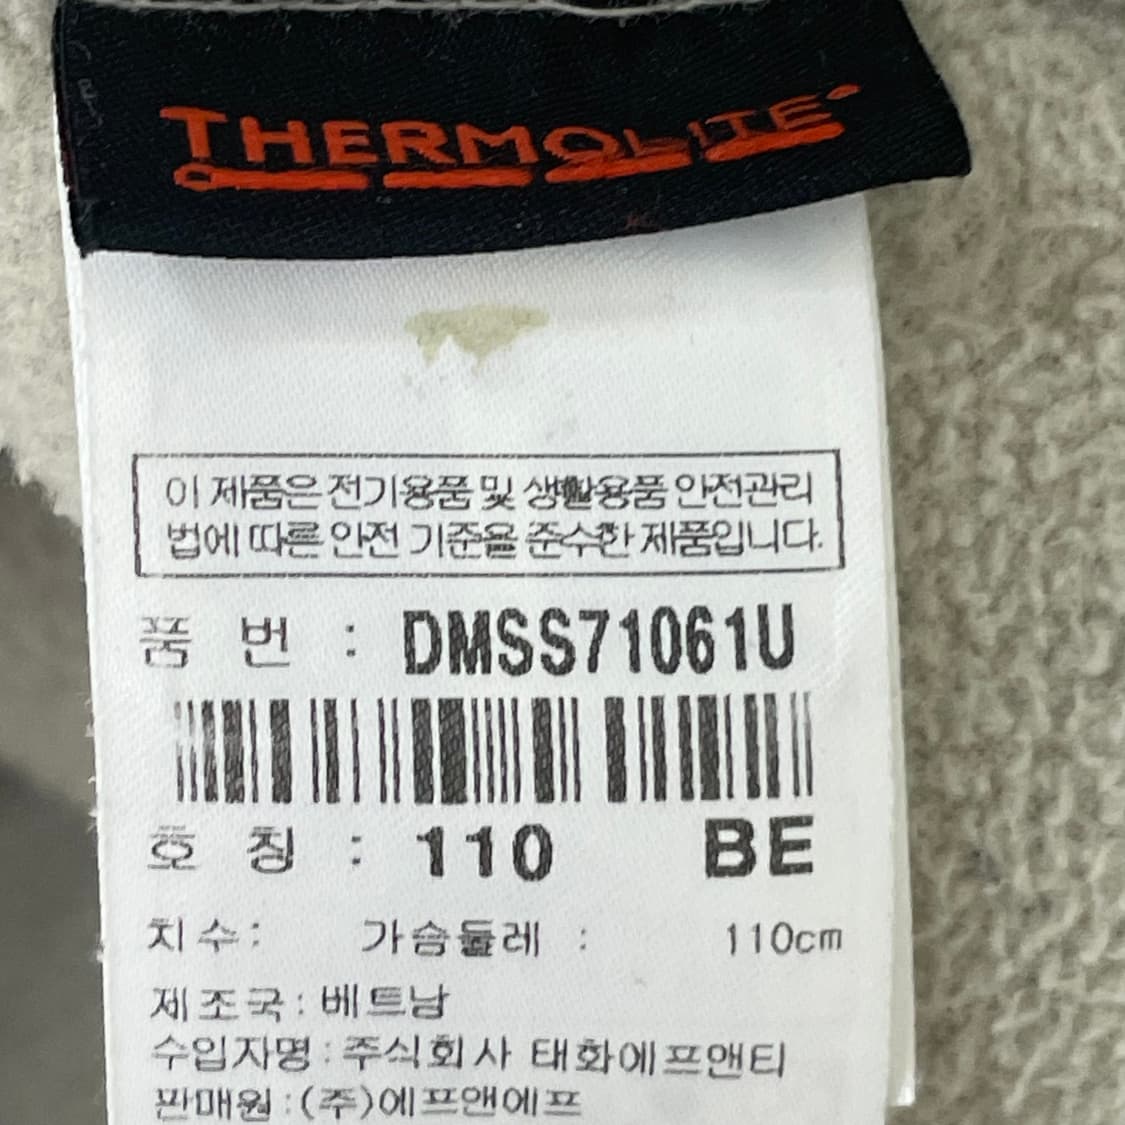 THERMOLITE
이 제품은 전기용품 및 생활용품 안전관리
법에 따른 안전 기준을 준수한 제품입니다.
품 번 : DMSS71061U
호 칭 : 110 BE
치수: 가슴둘레 : 110cm
제조국: 베트남
수입자명: 주식회사 태화에프앤티
판매원: (주)에프앤에프